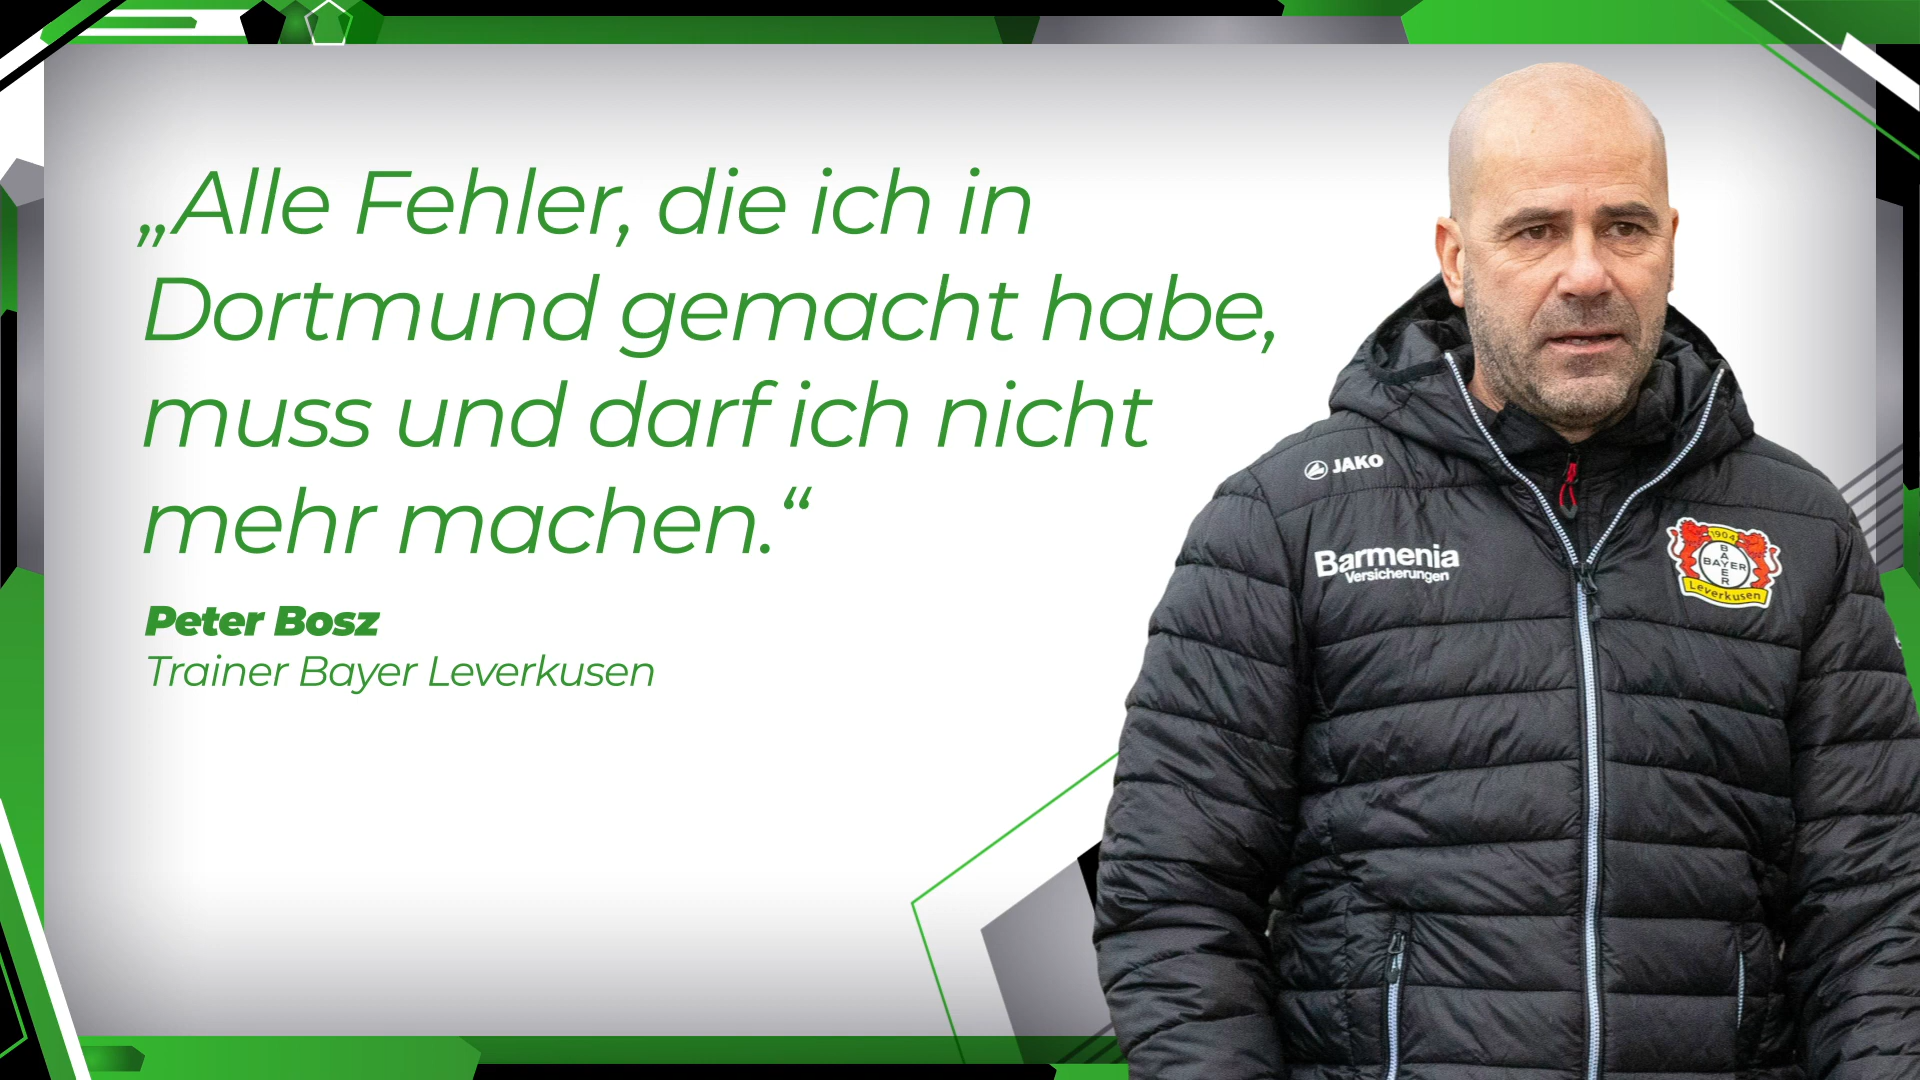 „Alle Fehler, die ich in
Dortmund gemacht habe,
muss und darf ich nicht
mehr machen.“
Peter Bosz
Trainer Bayer Leverkusen
JAKO
Barmenia
Versicherungen
1904
BAYER
BAYER
Leverkusen